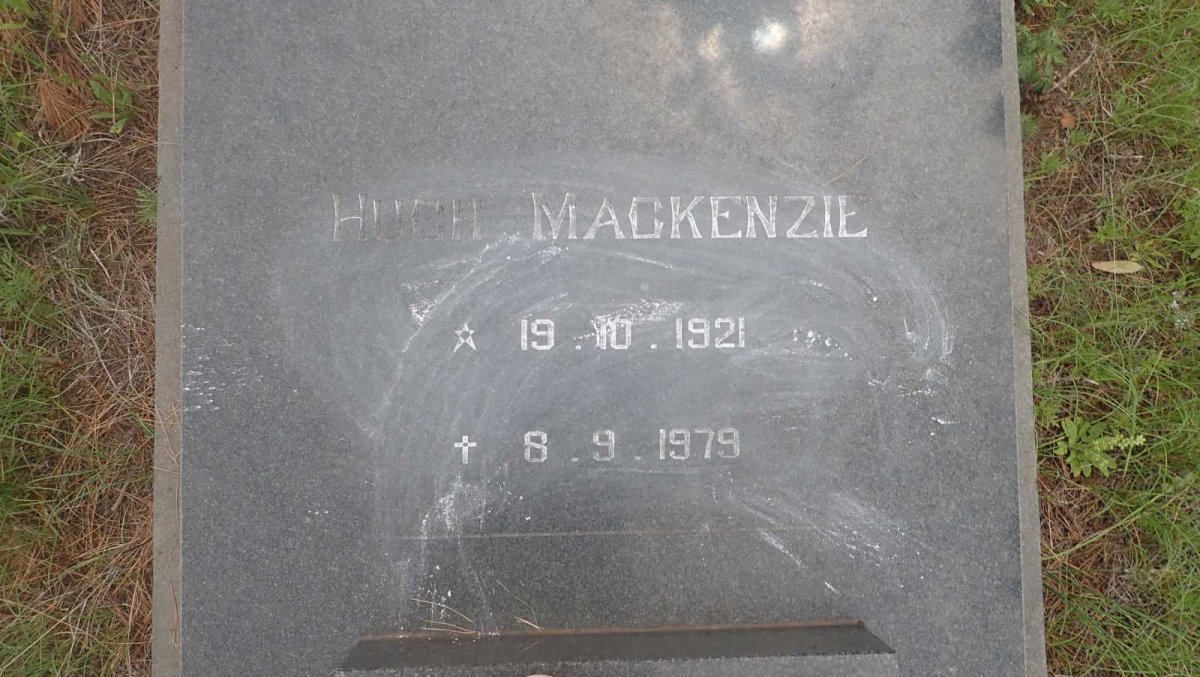 HUGH MACKENZIE
☆ 19.10.1921
✝ 8.9.1979